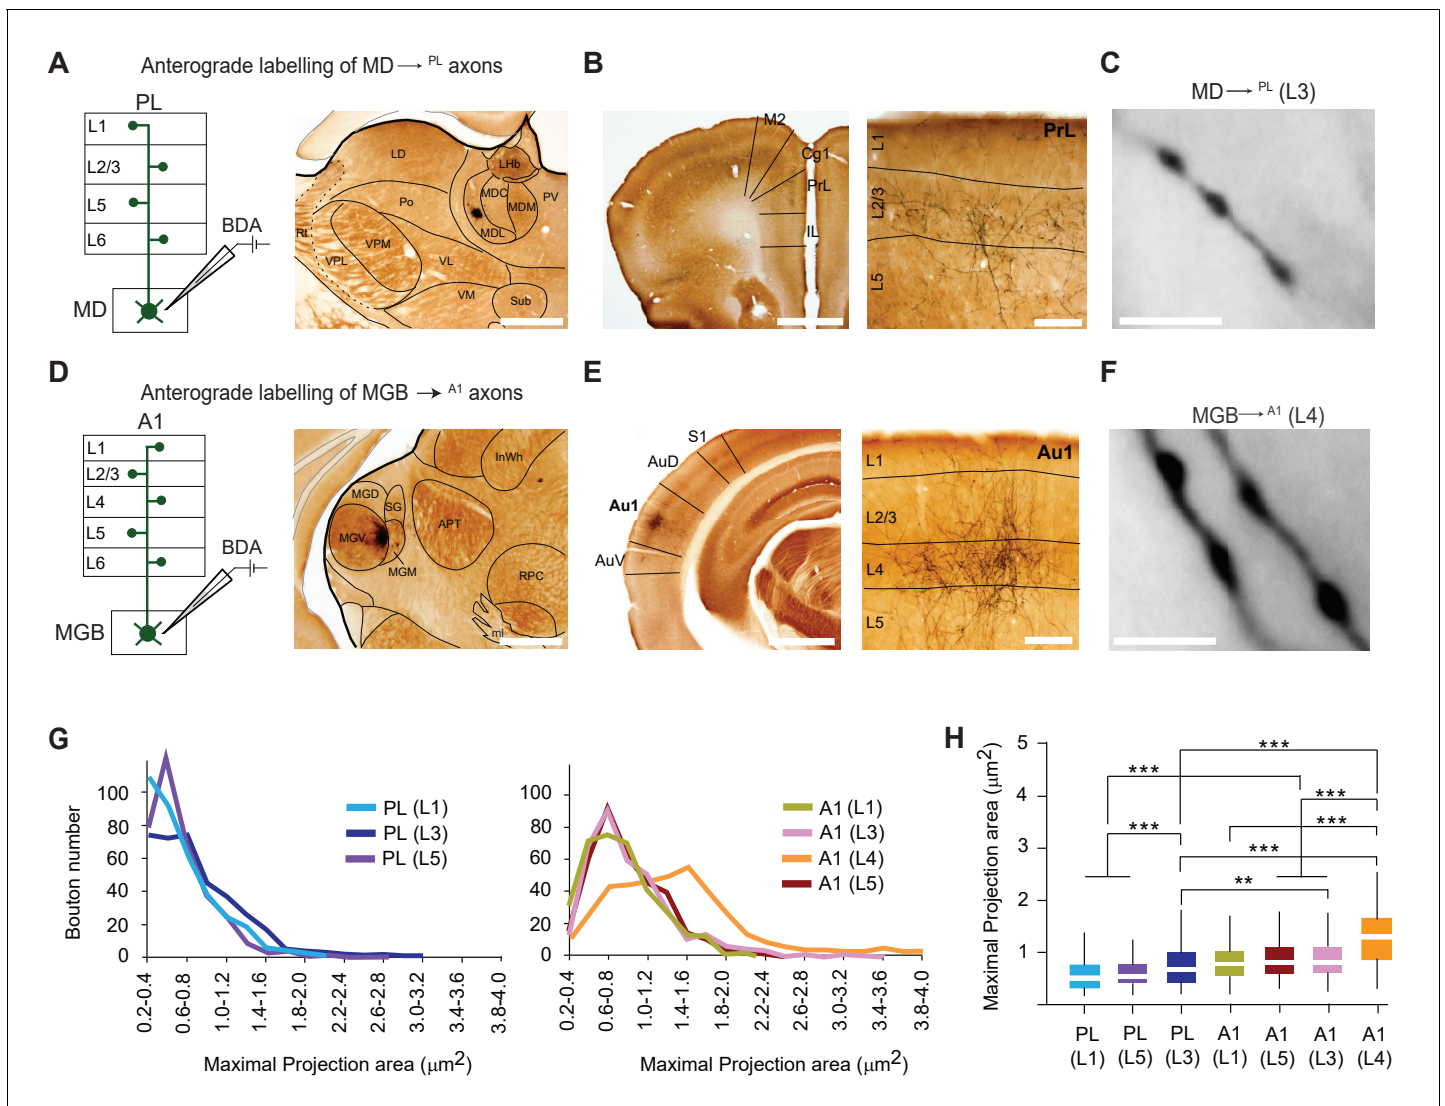 A
Anterograde labelling of MD → PL axons
PL
L1
L2/3
L5
L6
BDA
MD
LD
LHb
MDC
MDM
PV
Po
MDL
Rt
VPM
VPL
VL
VM
Sub
B
M2
Cg1
PrL
IL
PrL
L1
L2/3
L5
C
MD → PL (L3)
D
Anterograde labelling of MGB → A1 axons
A1
L1
L2/3
L4
L5
L6
BDA
MGB
InWh
MGD
SG
APT
MGV
MGM
RPC
ml
E
S1
AuD
Au1
AuV
Au1
L1
L2/3
L4
L5
F
MGB → A1 (L4)
G
Bouton number
100
80
60
40
20
0
PL (L1)
PL (L3)
PL (L5)
0.2-0.4
0.6-0.8
1.0-1.2
1.4-1.6
1.8-2.0
2.2-2.4
2.6-2.8
3.0-3.2
3.4-3.6
3.8-4.0
Maximal Projection area (μm2)
100
80
60
40
20
0
A1 (L1)
A1 (L3)
A1 (L4)
A1 (L5)
0.2-0.4
0.6-0.8
1.0-1.2
1.4-1.6
1.8-2.0
2.2-2.4
2.6-2.8
3.0-3.2
3.4-3.6
3.8-4.0
Maximal Projection area (μm2)
H
Maximal Projection area (μm2)
5
4
3
2
1
***
***
***
***
***
***
**
PL
(L1)
PL
(L5)
PL
(L3)
A1
(L1)
A1
(L5)
A1
(L3)
A1
(L4)